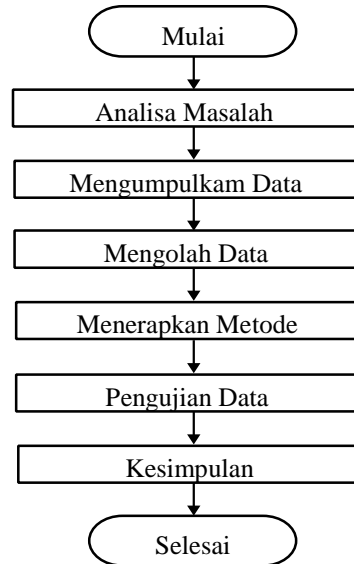 Mulai
Analisa Masalah
Mengumpulkam Data
Mengolah Data
Menerapkan Metode
Pengujian Data
Kesimpulan
Selesai